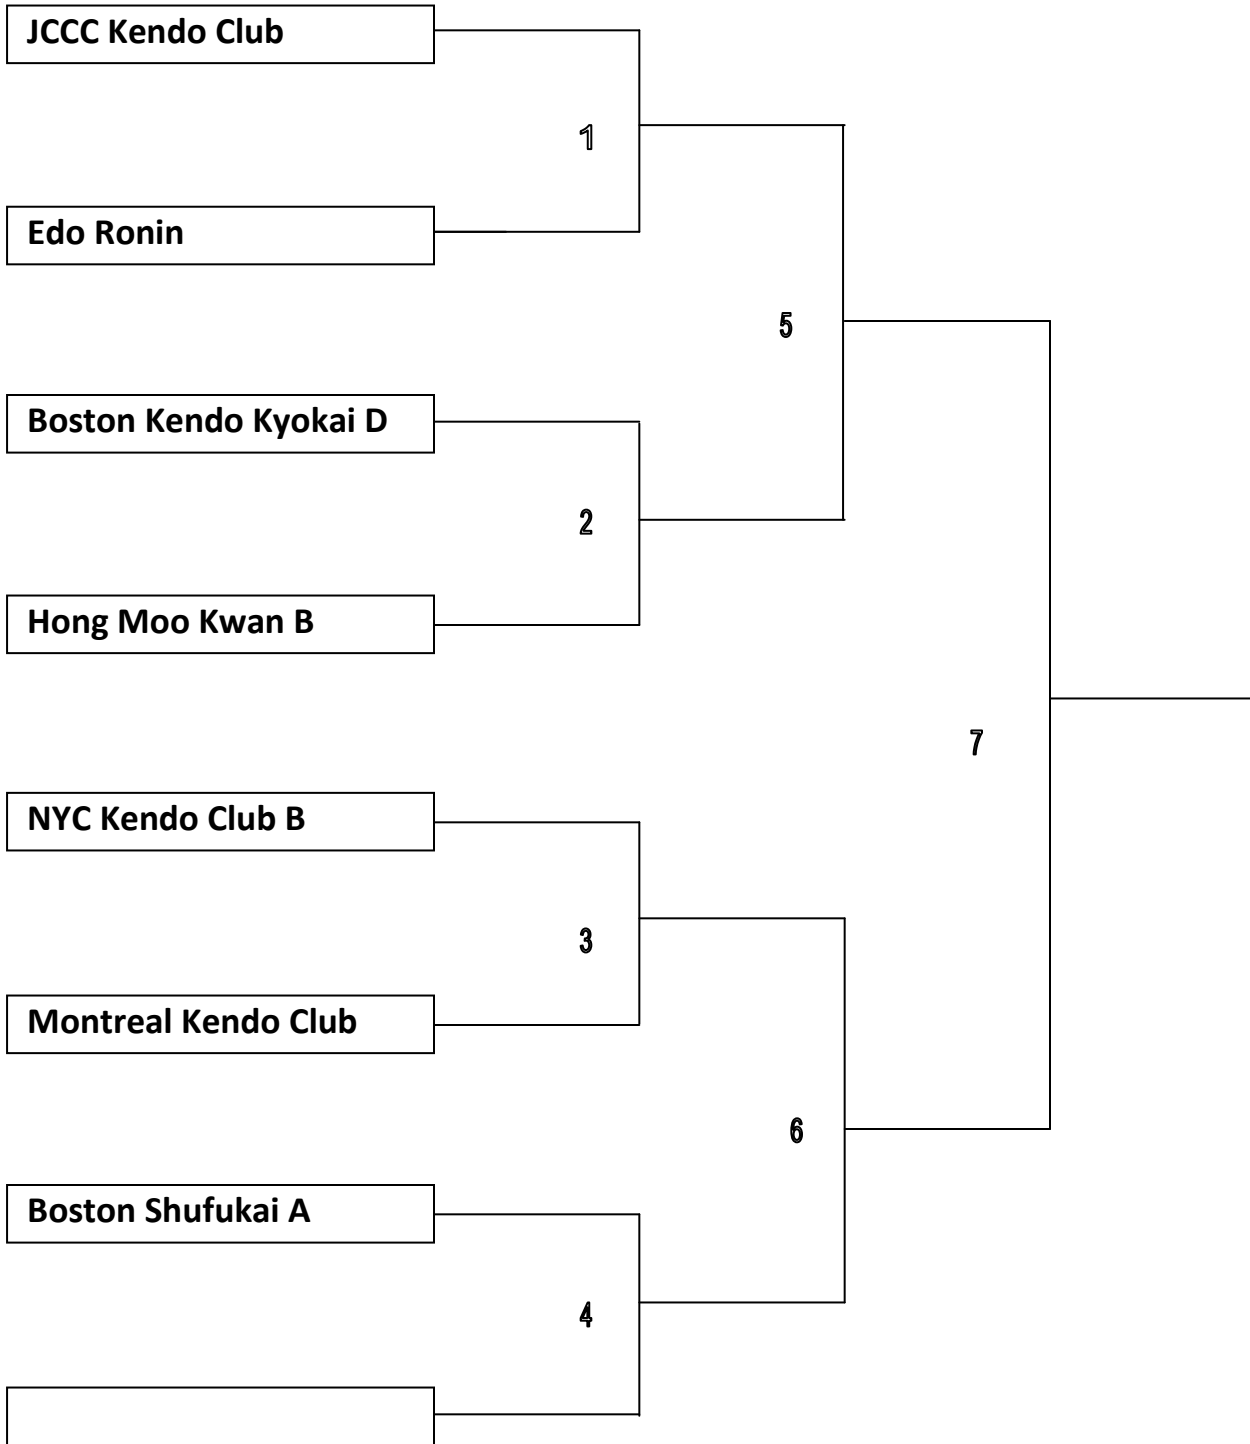 JCCC Kendo Club
1
Edo Ronin
5
Boston Kendo Kyokai D
2
Hong Moo Kwan B
7
NYC Kendo Club B
3
Montreal Kendo Club
6
Boston Shufukai A
4